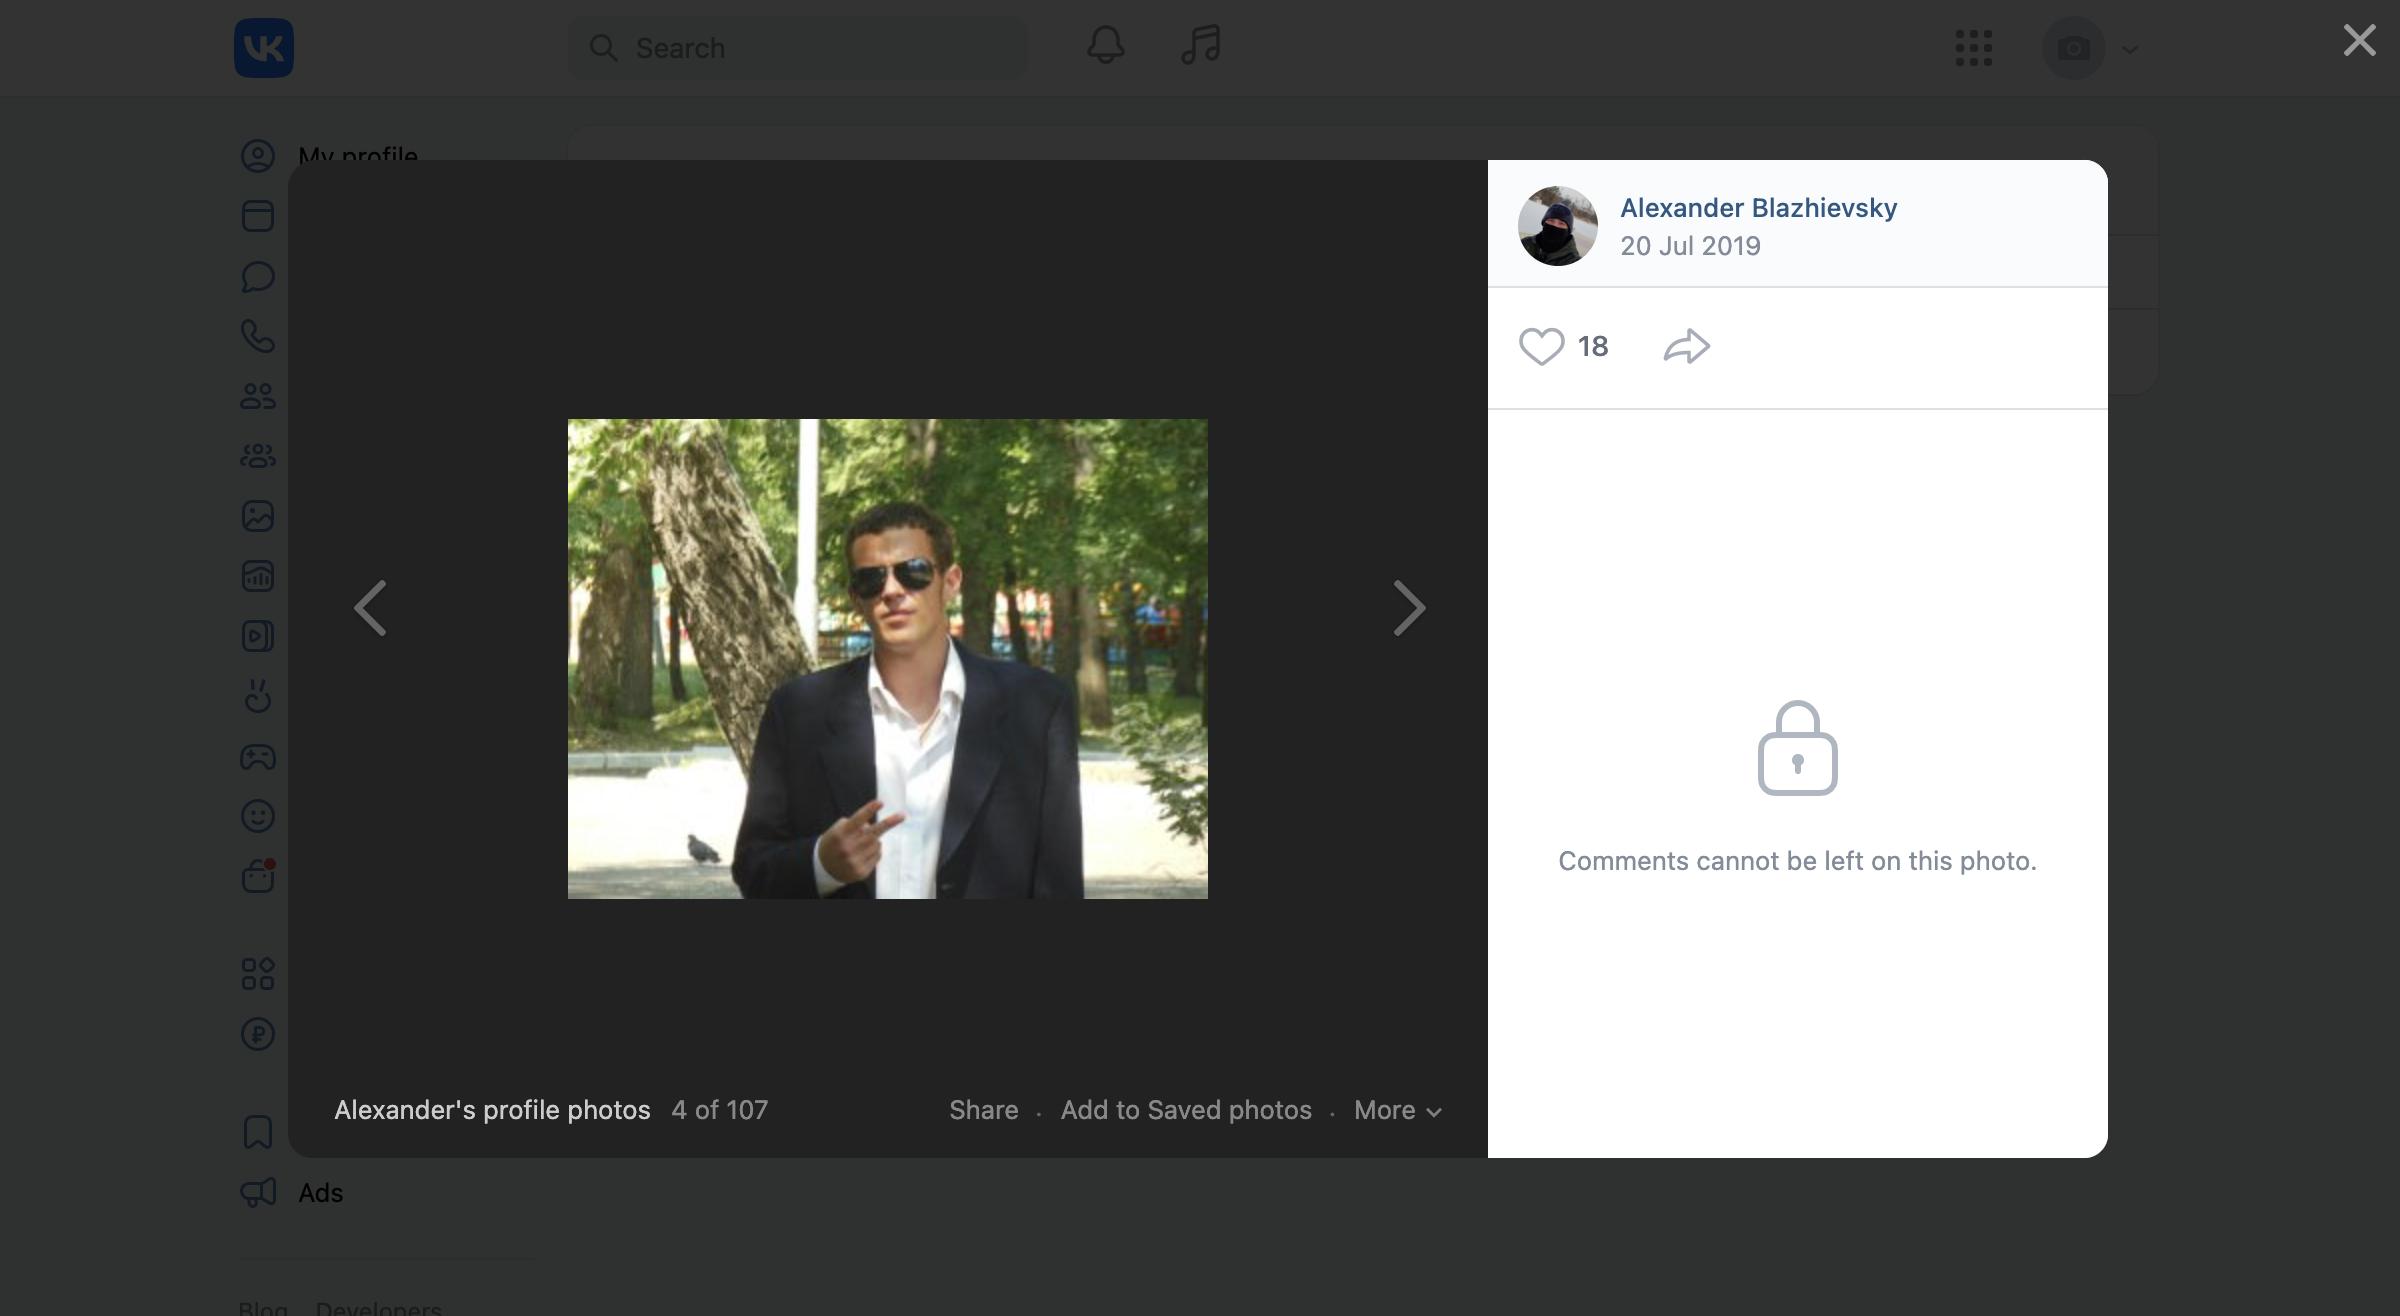 VK
Search
My profile
Alexander Blazhievsky
20 Jul 2019
18
Comments cannot be left on this photo.
Alexander's profile photos 4 of 107
Share · Add to Saved photos · More
Ads
Blog Developers